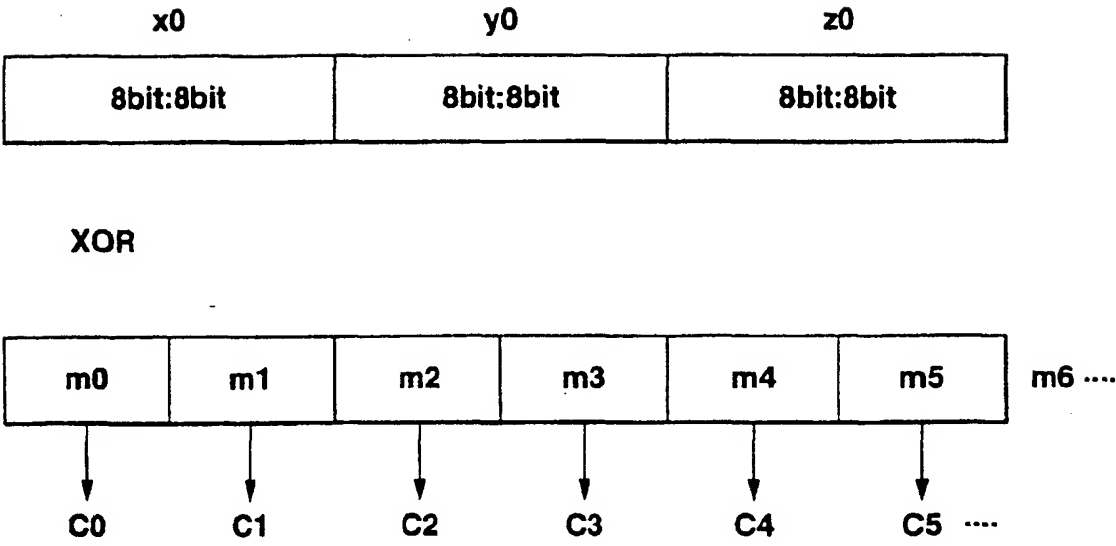 x0 y0 z0
8bit:8bit 8bit:8bit 8bit:8bit
XOR
m0 m1 m2 m3 m4 m5 m6 ....
C0 C1 C2 C3 C4 C5 ....